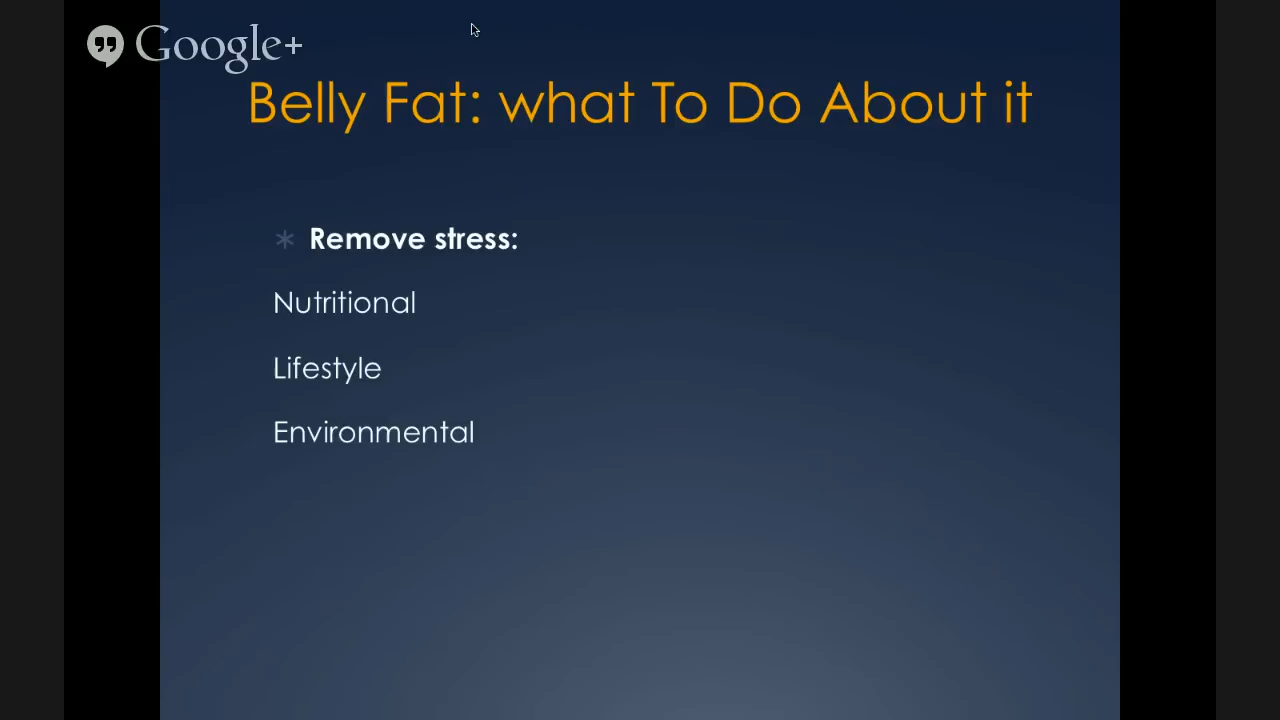 Google+
Belly Fat: what To Do About it
* Remove stress:
Nutritional
Lifestyle
Environmental